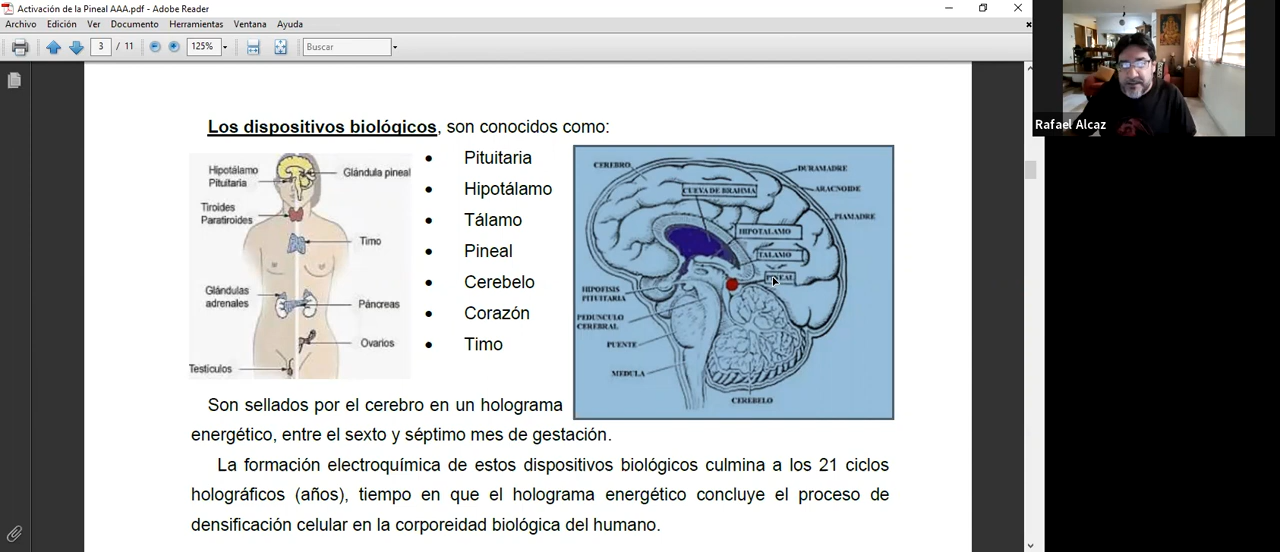 Activación de la Pineal AAA.pdf - Adobe Reader
Archivo Edición Ver Documento Herramientas Ventana Ayuda
3 / 11 125% Buscar
Rafael Alcaz
Los dispositivos biológicos, son conocidos como:
Hipotálamo
Pituitaria
Glándula pineal
Tiroides
Paratiroides
Timo
Glándulas
adrenales
Páncreas
Ovarios
Testículos
• Pituitaria
• Hipotálamo
• Tálamo
• Pineal
• Cerebelo
• Corazón
• Timo
CEREBRO
DURAMADRE
CUEVA DE BRAHMA
ARACNOIDE
PIAMADRE
HIPOTALAMO
TALAMO
PINEAL
HIPOFISIS
PITUITARIA
PEDUNCULO
CEREBRAL
PUENTE
MEDULA
CEREBELO
Son sellados por el cerebro en un holograma
energético, entre el sexto y séptimo mes de gestación.
La formación electroquímica de estos dispositivos biológicos culmina a los 21 ciclos
holográficos (años), tiempo en que el holograma energético concluye el proceso de
densificación celular en la corporeidad biológica del humano.